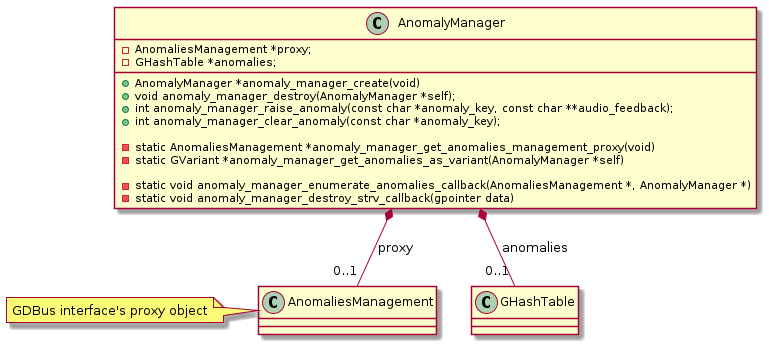 C AnomalyManager
AnomaliesManagement *proxy;
GHashTable *anomalies;
AnomalyManager *anomaly_manager_create(void)
void anomaly_manager_destroy(AnomalyManager *self);
int anomaly_manager_raise_anomaly(const char *anomaly_key, const char **audio_feedback);
int anomaly_manager_clear_anomaly(const char *anomaly_key);
static AnomaliesManagement *anomaly_manager_get_anomalies_management_proxy(void)
static GVariant *anomaly_manager_get_anomalies_as_variant(AnomalyManager *self)
static void anomaly_manager_enumerate_anomalies_callback(AnomaliesManagement *, AnomalyManager *)
static void anomaly_manager_destroy_strv_callback(gpointer data)
proxy
anomalies
0..1
0..1
GDBus interface's proxy object
C AnomaliesManagement
C GHashTable